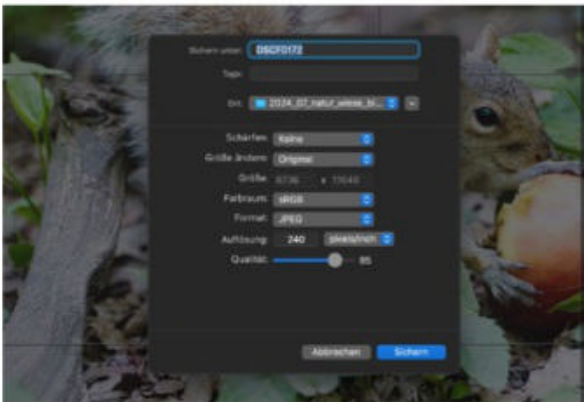 Sichern unter: DSCF0172
Tags:
Ort: 2024_07_natur_wiese_bl...
Schärfen: Keine
Größe ändern: Original
Größe: x
Farbraum: sRGB
Format: JPEG
Auflösung: 240 pixels/inch
Qualität: 85
Abbrechen Sichern